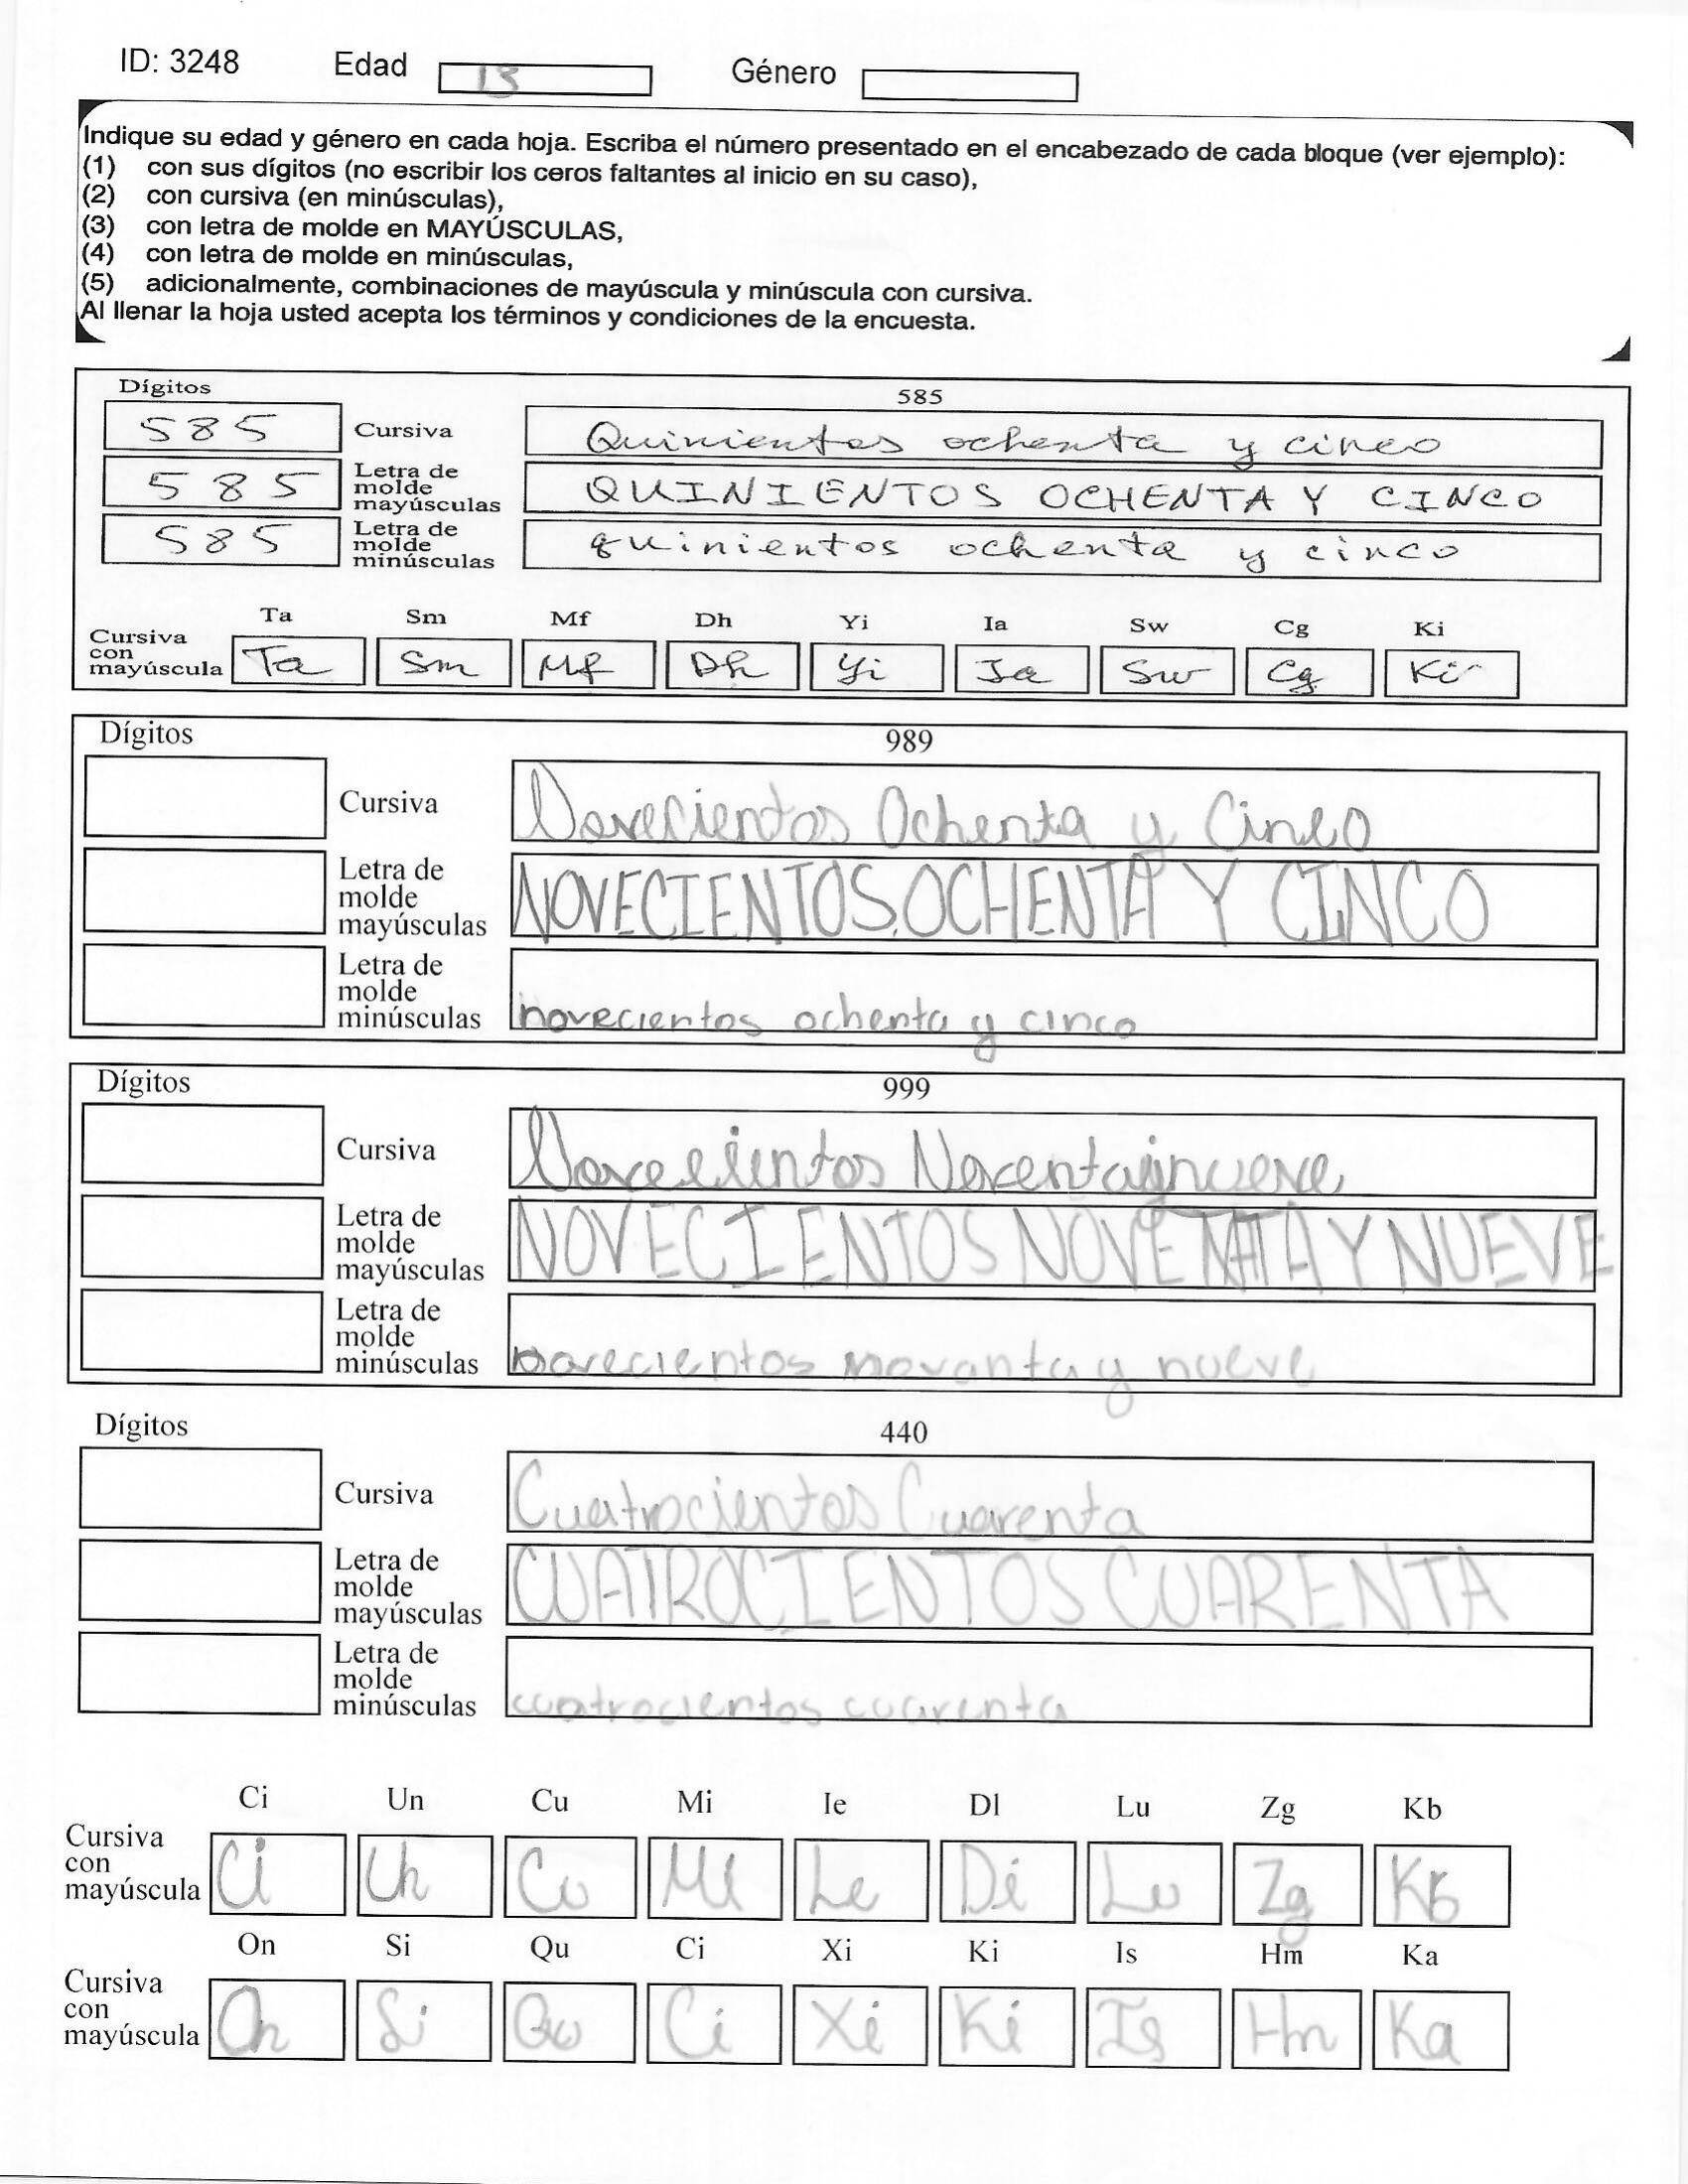 ID: 3248 Edad 13 Género
Indique su edad y género en cada hoja. Escriba el número presentado en el encabezado de cada bloque (ver ejemplo):
(1) con sus dígitos (no escribir los ceros faltantes al inicio en su caso),
(2) con cursiva (en minúsculas),
(3) con letra de molde en MAYÚSCULAS,
(4) con letra de molde en minúsculas,
(5) adicionalmente, combinaciones de mayúscula y minúscula con cursiva.
Al llenar la hoja usted acepta los términos y condiciones de la encuesta.
Dígitos 585
585 Cursiva Quinientos ochenta y cinco
585 Letra de molde mayúsculas QUINIENTOS OCHENTA Y CINCO
585 Letra de molde minúsculas quinientos ochenta y cinco
Ta Sm Mf Dh Yi Ia Sw Cg Ki
Cursiva con mayúscula Ta Sm Mf Dh Yi Ia Sw Cg Ki
Dígitos 989
Cursiva Novecientos Ochenta y Cinco
Letra de molde mayúsculas NOVECIENTOS OCHENTA Y CINCO
Letra de molde minúsculas novecientos ochenta y cinco
Dígitos 999
Cursiva Novecientos Noventa y nueve
Letra de molde mayúsculas NOVECIENTOS NOVENTA Y NUEVE
Letra de molde minúsculas novecientos novanta y nueve
Dígitos 440
Cursiva Cuatrocientos Cuarenta
Letra de molde mayúsculas CUATROCIENTOS CUARENTA
Letra de molde minúsculas cuatrocientos cuarenta
Ci Un Cu Mi Ie Dl Lu Zg Kb
Cursiva con mayúscula Ci Un Cu Mi Le Di Lu Zg Kb
On Si Qu Ci Xi Ki Is Hm Ka
Cursiva con mayúscula On Si Qu Ci Xi Ki Is Hm Ka